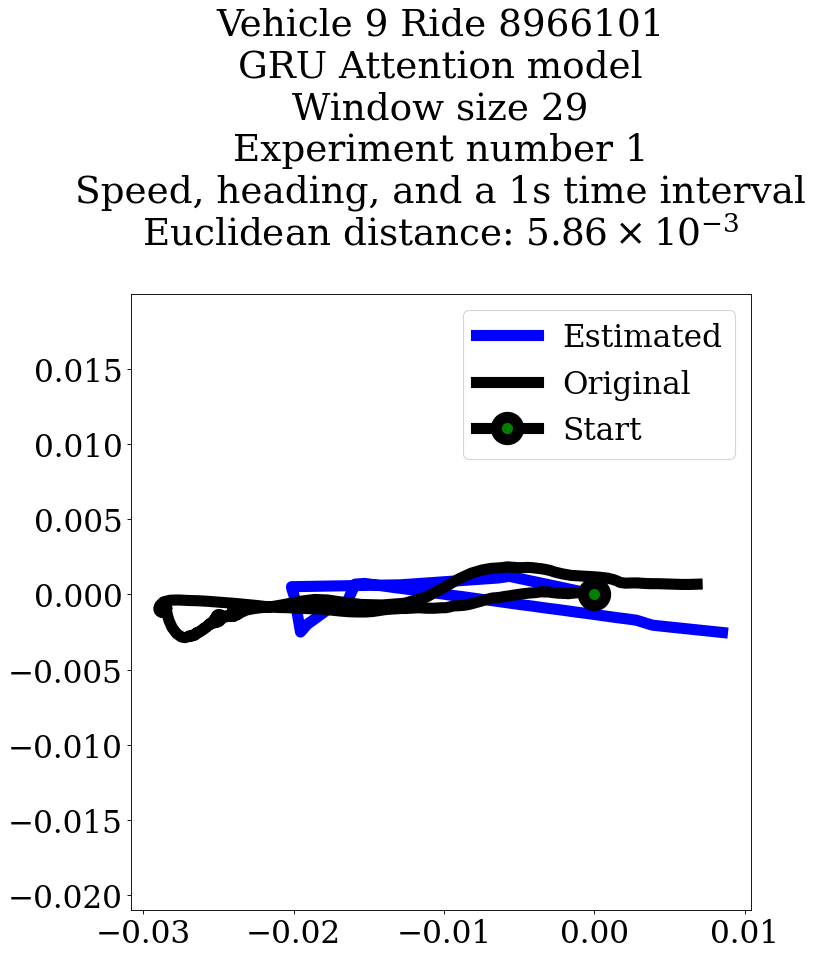 Vehicle 9 Ride 8966101
GRU Attention model
Window size 29
Experiment number 1
Speed, heading, and a 1s time interval
Euclidean distance: 5.86 × 10⁻³
Estimated
Original
Start
0.015
0.010
0.005
0.000
−0.005
−0.010
−0.015
−0.020
−0.03 −0.02 −0.01 0.00 0.01